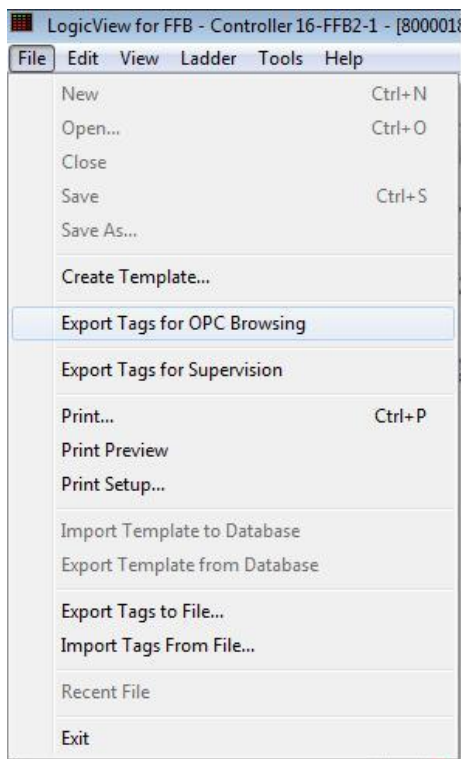 LogicView for FFB - Controller 16-FFB2-1 - [8000018
File Edit View Ladder Tools Help
New Ctrl+N
Open... Ctrl+O
Close
Save Ctrl+S
Save As...
Create Template...
Export Tags for OPC Browsing
Export Tags for Supervision
Print... Ctrl+P
Print Preview
Print Setup...
Import Template to Database
Export Template from Database
Export Tags to File...
Import Tags From File...
Recent File
Exit